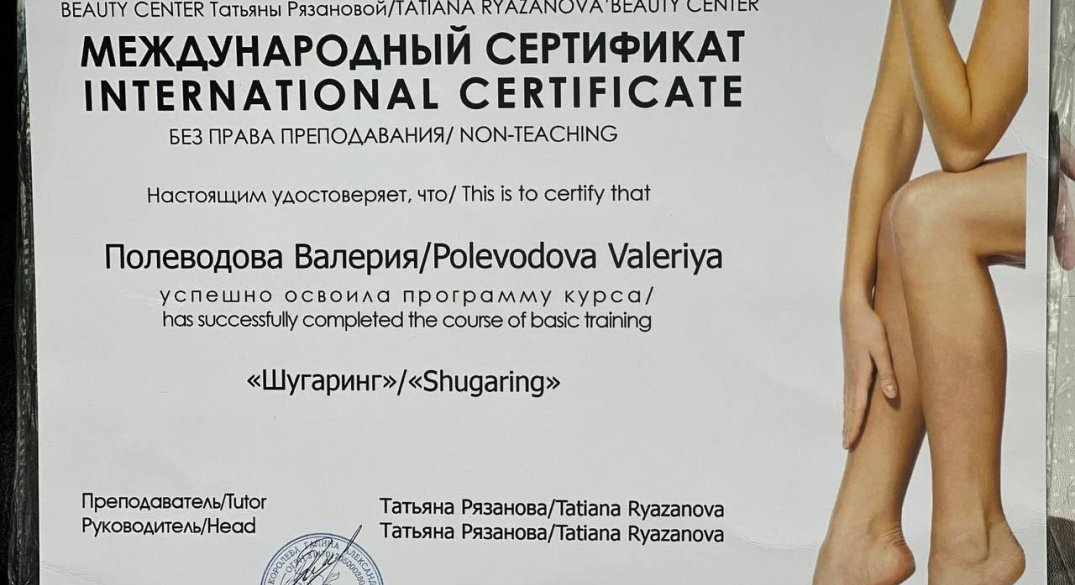 BEAUTY CENTER Татьяны Рязановой/TATIANA RYAZANOVA'BEAUTY CENTER
МЕЖДУНАРОДНЫЙ СЕРТИФИКАТ
INTERNATIONAL CERTIFICATE
БЕЗ ПРАВА ПРЕПОДАВАНИЯ/ NON-TEACHING
Настоящим удостоверяет, что/ This is to certify that
Полеводова Валерия/Polevodova Valeriya
успешно освоила программу курса/
has successfully completed the course of basic training
«Шугаринг»/«Shugaring»
Преподаватель/Tutor Татьяна Рязанова/Tatiana Ryazanova
Руководитель/Head Татьяна Рязанова/Tatiana Ryazanova
КОРОЛЕВА ГАЛИНА